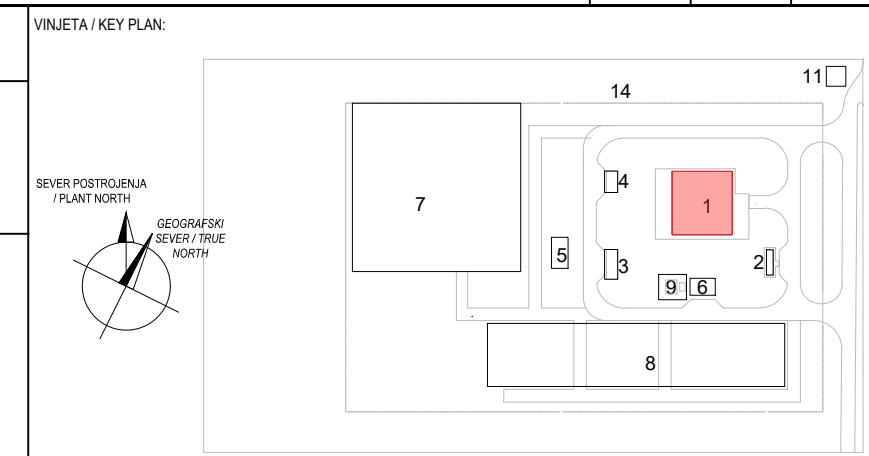 VINJETA / KEY PLAN:
11
14
SEVER POSTROJENJA
/ PLANT NORTH
GEOGRAFSKI
SEVER / TRUE
NORTH
4
7
1
5
3
2
9
6
8